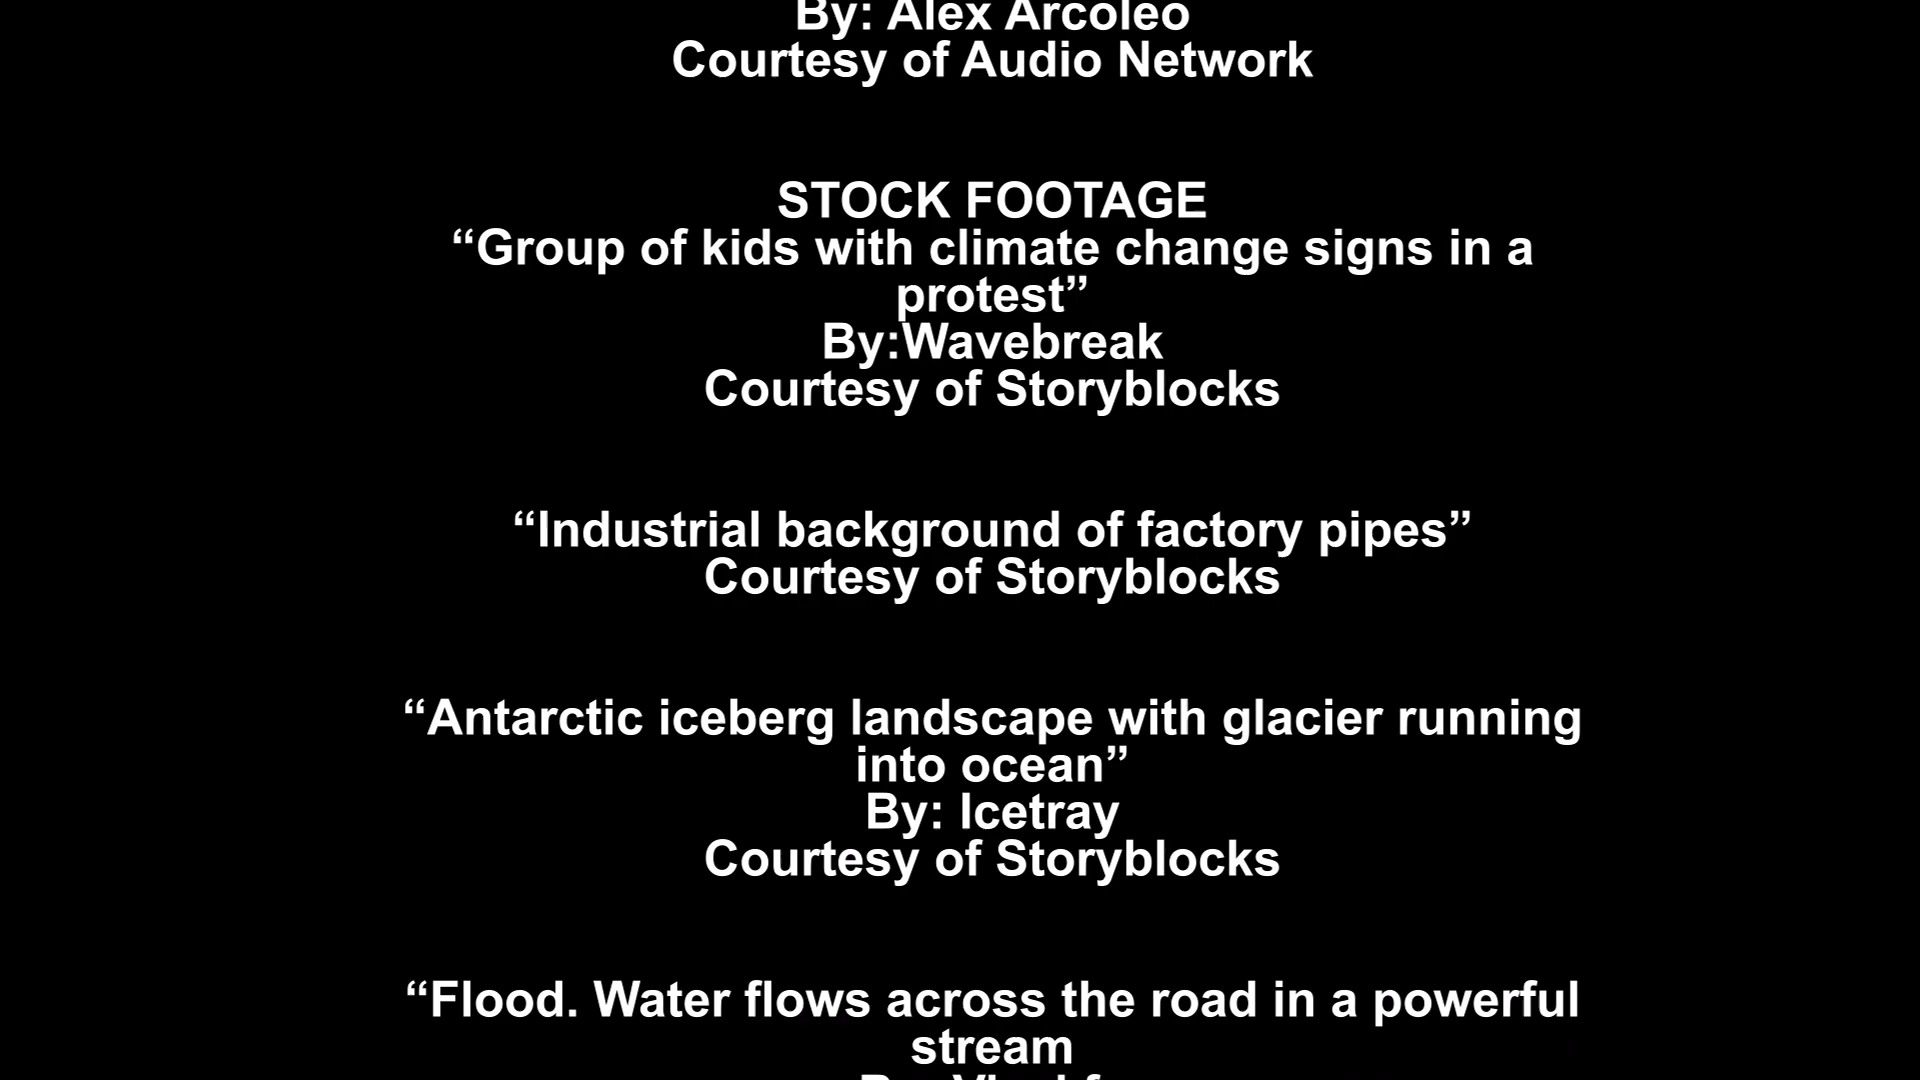 By: Alex Arcoleo
Courtesy of Audio Network
STOCK FOOTAGE
“Group of kids with climate change signs in a
protest”
By:Wavebreak
Courtesy of Storyblocks
“Industrial background of factory pipes”
Courtesy of Storyblocks
“Antarctic iceberg landscape with glacier running
into ocean”
By: Icetray
Courtesy of Storyblocks
“Flood. Water flows across the road in a powerful
stream